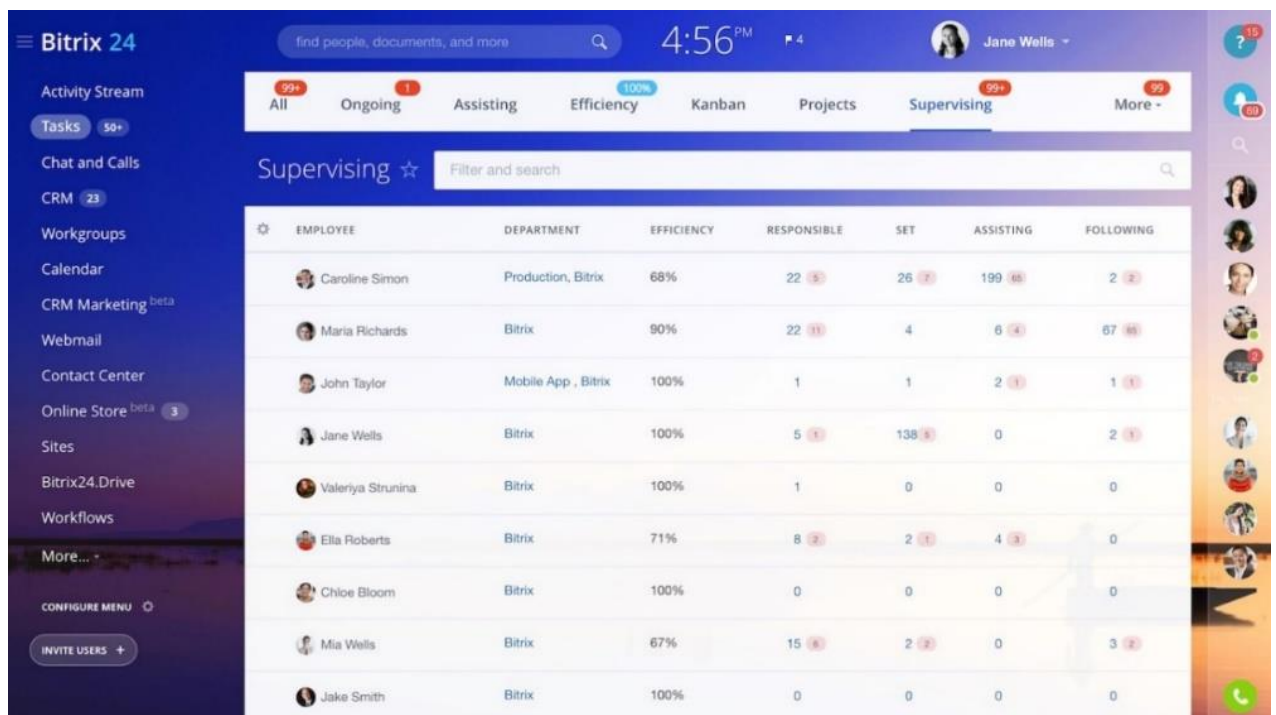 Bitrix 24
find people, documents, and more
4:56 PM
4
Jane Wells
15
69
2
Activity Stream
Tasks 50+
Chat and Calls
CRM 23
Workgroups
Calendar
CRM Marketing beta
Webmail
Contact Center
Online Store beta 3
Sites
Bitrix24.Drive
Workflows
More...
CONFIGURE MENU
INVITE USERS +
99+ 1 100% 99+ 99
All Ongoing Assisting Efficiency Kanban Projects Supervising More
Supervising
Filter and search
EMPLOYEE DEPARTMENT EFFICIENCY RESPONSIBLE SET ASSISTING FOLLOWING
Caroline Simon Production, Bitrix 68% 22 5 26 7 199 65 2 2
Maria Richards Bitrix 90% 22 11 4 6 4 67 65
John Taylor Mobile App , Bitrix 100% 1 1 2 1 1 1
Jane Wells Bitrix 100% 5 1 138 5 0 2 1
Valeriya Strunina Bitrix 100% 1 0 0 0
Ella Roberts Bitrix 71% 8 2 2 1 4 3 0
Chloe Bloom Bitrix 100% 0 0 0 0
Mia Wells Bitrix 67% 15 6 2 2 0 3 2
Jake Smith Bitrix 100% 0 0 0 0